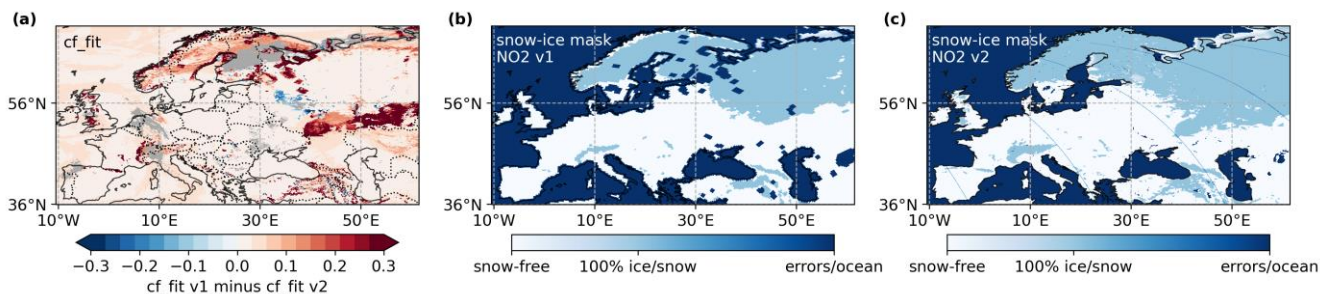 (a)
cf_fit
56°N
36°N
10°W
10°E
30°E
50°E
−0.3 −0.2 −0.1 0.0 0.1 0.2 0.3
cf_fit v1 minus cf_fit v2
(b)
snow-ice mask
NO2 v1
56°N
36°N
10°W
10°E
30°E
50°E
snow-free 100% ice/snow errors/ocean
(c)
snow-ice mask
NO2 v2
56°N
36°N
10°W
10°E
30°E
50°E
snow-free 100% ice/snow errors/ocean